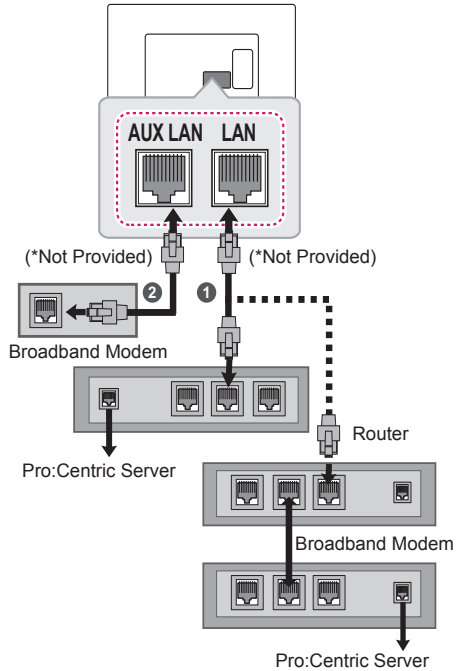 AUX LAN LAN
(*Not Provided) (*Not Provided)
2 1
Broadband Modem
Router
Pro:Centric Server
Broadband Modem
Pro:Centric Server